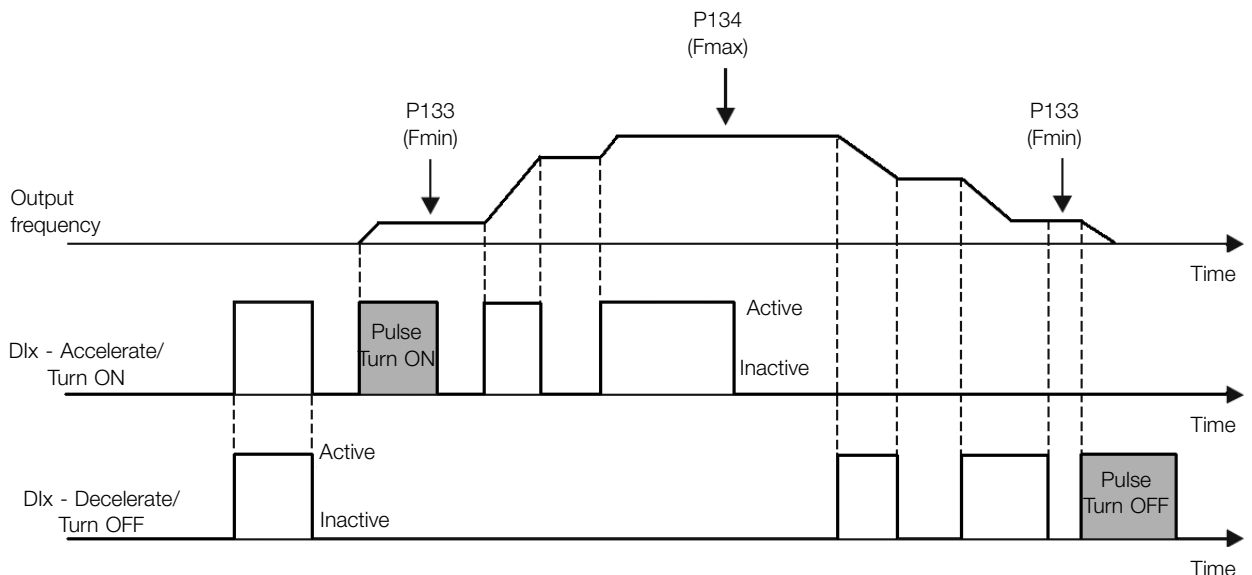 P134
(Fmax)
P133
(Fmin)
P133
(Fmin)
Output
frequency
Time
Active
Pulse
Turn ON
DIx - Accelerate/
Turn ON
Inactive
Time
Active
DIx - Decelerate/
Turn OFF
Inactive
Pulse
Turn OFF
Time